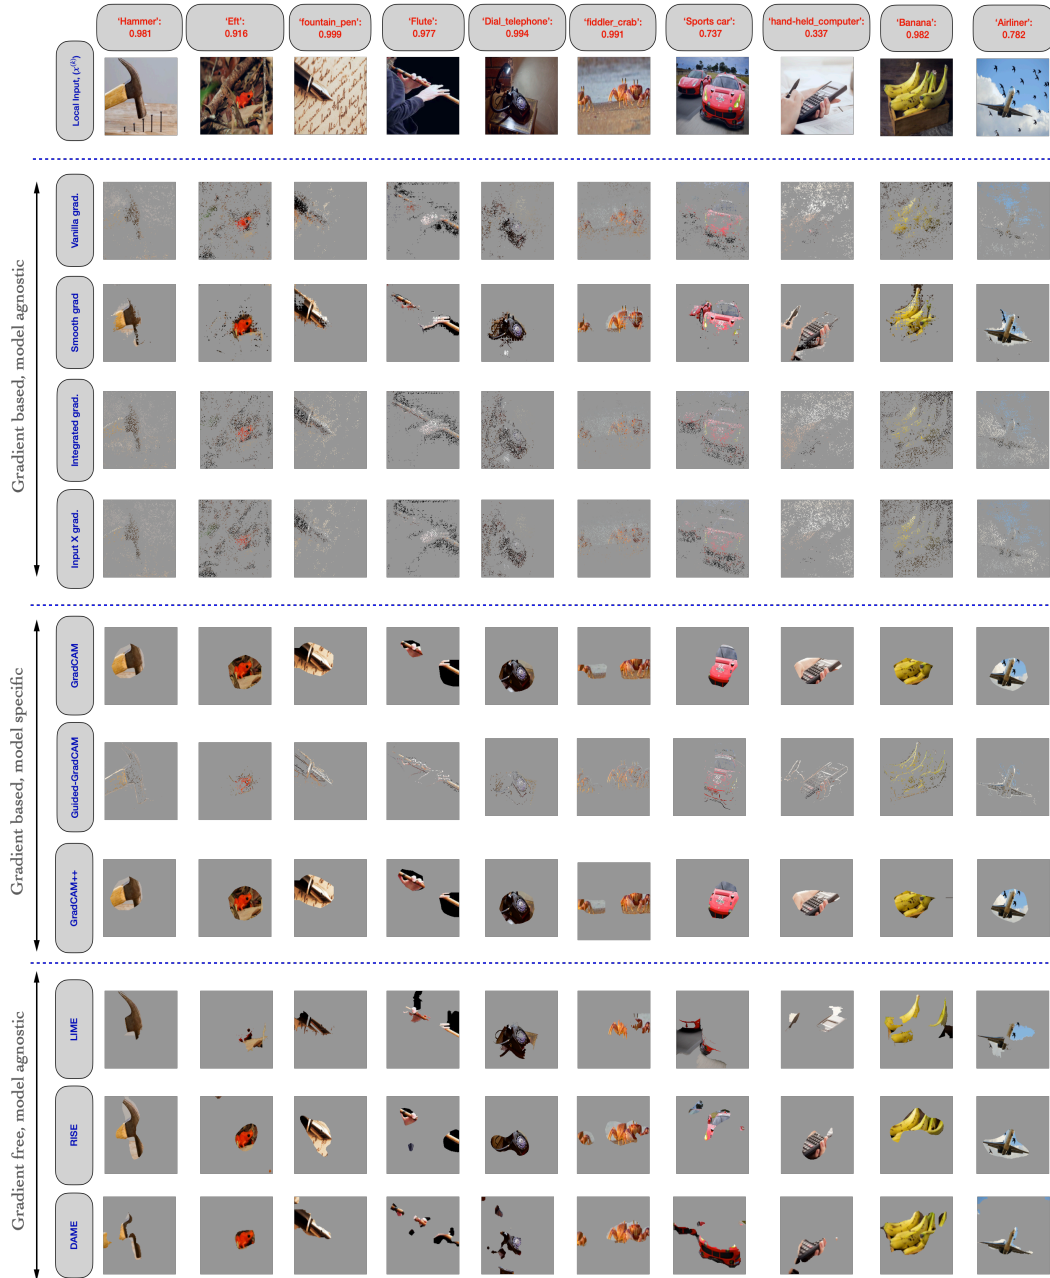 'Hammer':
0.981
'Eft':
0.916
'fountain_pen':
0.999
'Flute':
0.977
'Dial_telephone':
0.994
'fiddler_crab':
0.991
'Sports car':
0.737
'hand-held_computer':
0.337
'Banana':
0.982
'Airliner':
0.782
Local Input, (x^{(k)})
Gradient based, model agnostic
Vanilla grad.
Smooth grad
Integrated grad.
Input X grad.
Gradient based, model specific
GradCAM
Guided-GradCAM
GradCAM++
Gradient free, model agnostic
LIME
RISE
DAME